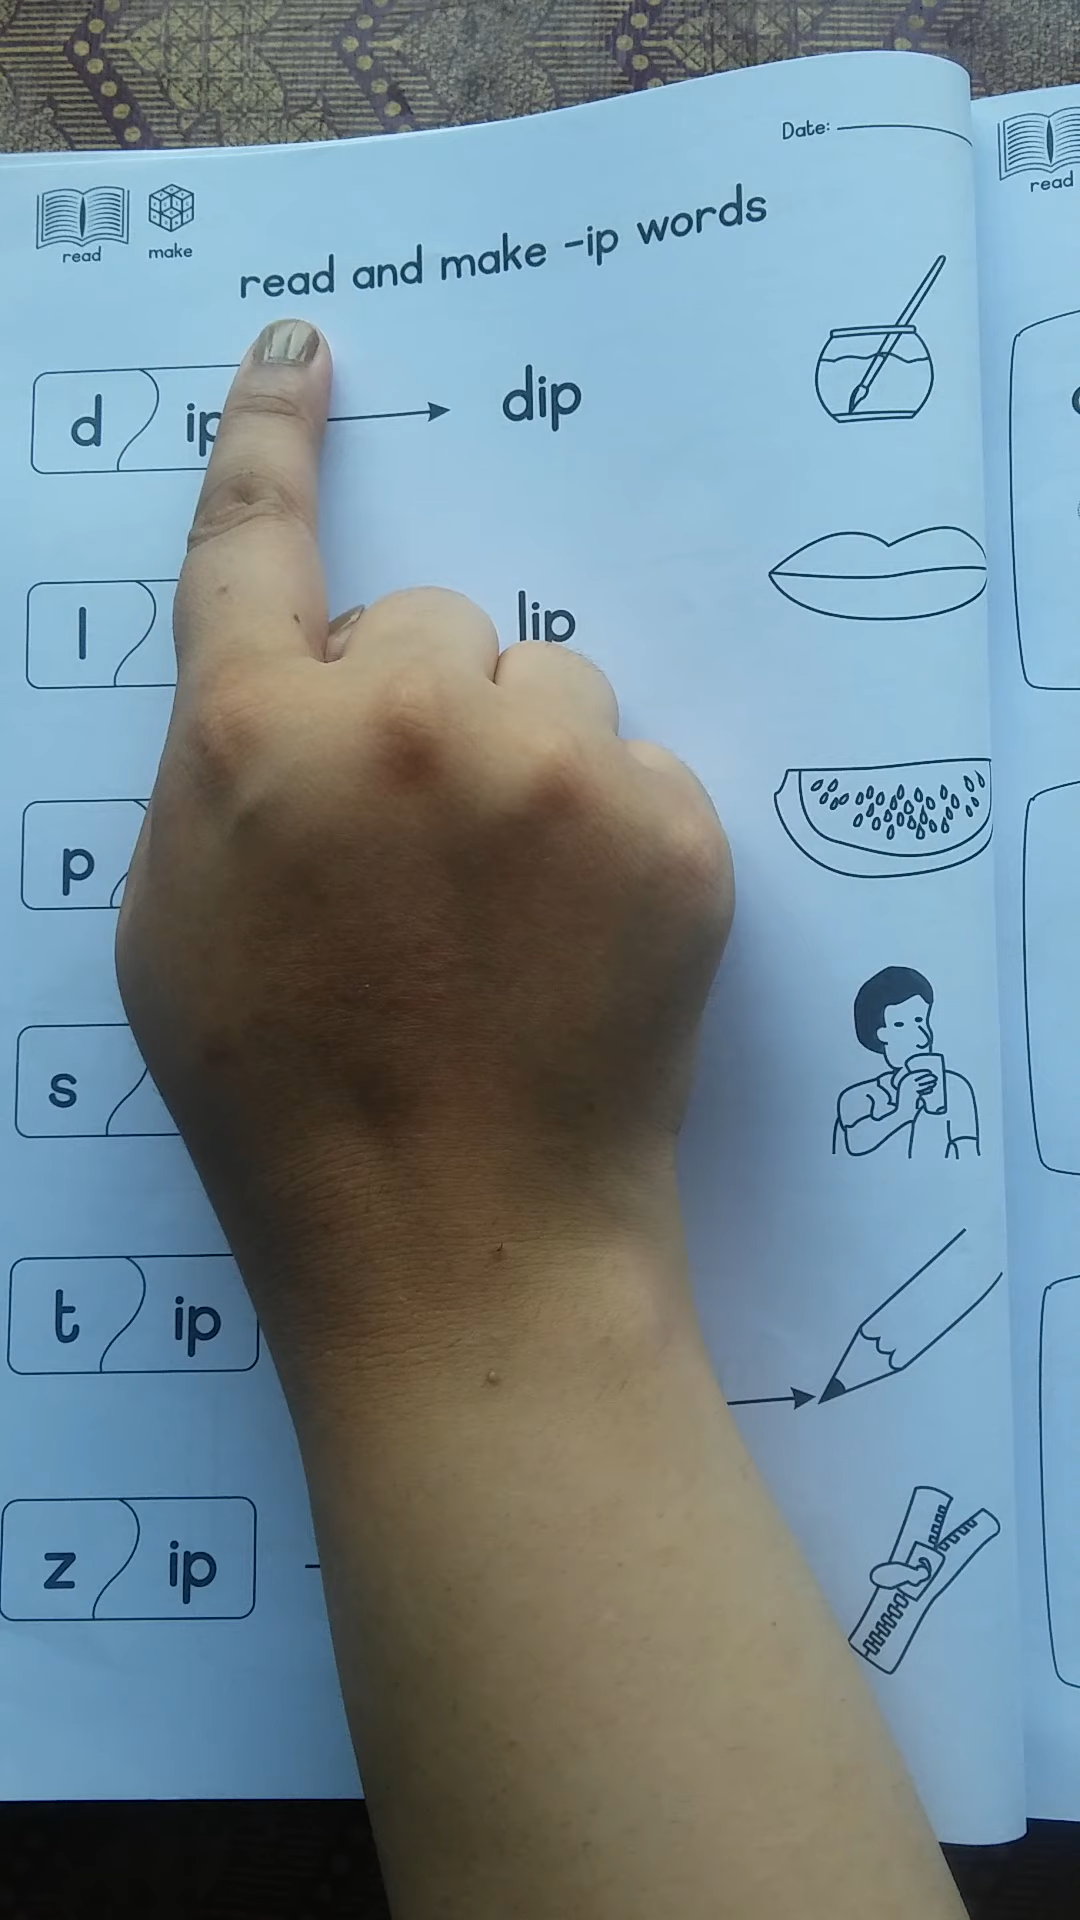 Date:
read make
read
read and make -ip words
d ip dip
l lip
p
s
t ip
z ip